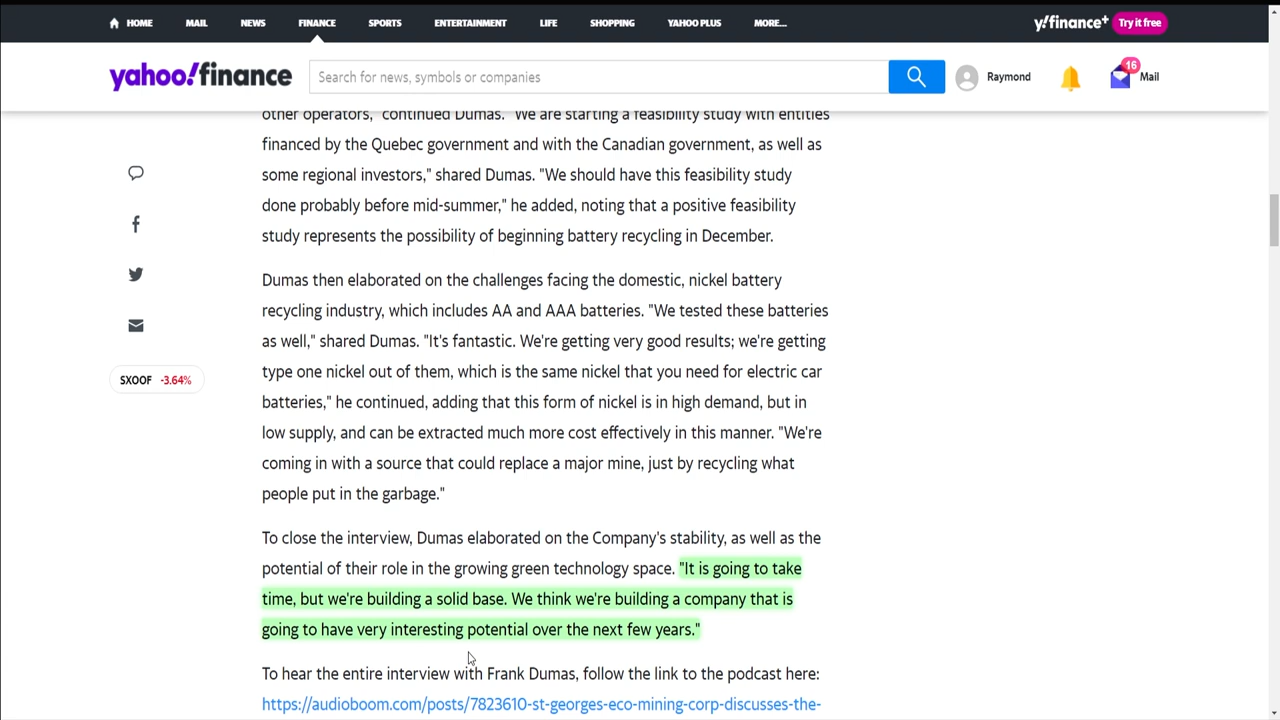 HOME MAIL NEWS FINANCE SPORTS ENTERTAINMENT LIFE SHOPPING YAHOO PLUS MORE... y!finance+ Try it free
yahoo!finance Search for news, symbols or companies Raymond 16 Mail
other operators," continued Dumas. "We are starting a feasibility study with entities
financed by the Quebec government and with the Canadian government, as well as
some regional investors," shared Dumas. "We should have this feasibility study
done probably before mid-summer," he added, noting that a positive feasibility
study represents the possibility of beginning battery recycling in December.
Dumas then elaborated on the challenges facing the domestic, nickel battery
recycling industry, which includes AA and AAA batteries. "We tested these batteries
as well," shared Dumas. "It's fantastic. We're getting very good results; we're getting
type one nickel out of them, which is the same nickel that you need for electric car
SXOOF -3.64%
batteries," he continued, adding that this form of nickel is in high demand, but in
low supply, and can be extracted much more cost effectively in this manner. "We're
coming in with a source that could replace a major mine, just by recycling what
people put in the garbage."
To close the interview, Dumas elaborated on the Company's stability, as well as the
potential of their role in the growing green technology space. "It is going to take
time, but we're building a solid base. We think we're building a company that is
going to have very interesting potential over the next few years."
To hear the entire interview with Frank Dumas, follow the link to the podcast here:
https://audioboom.com/posts/7823610-st-georges-eco-mining-corp-discusses-the-